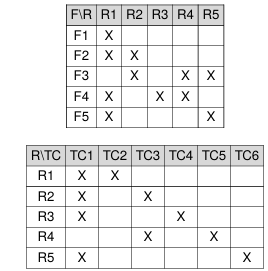 F\R R1 R2 R3 R4 R5
F1 X
F2 X X
F3 X X X
F4 X X X
F5 X X
R\TC TC1 TC2 TC3 TC4 TC5 TC6
R1 X X
R2 X X
R3 X X
R4 X X
R5 X X